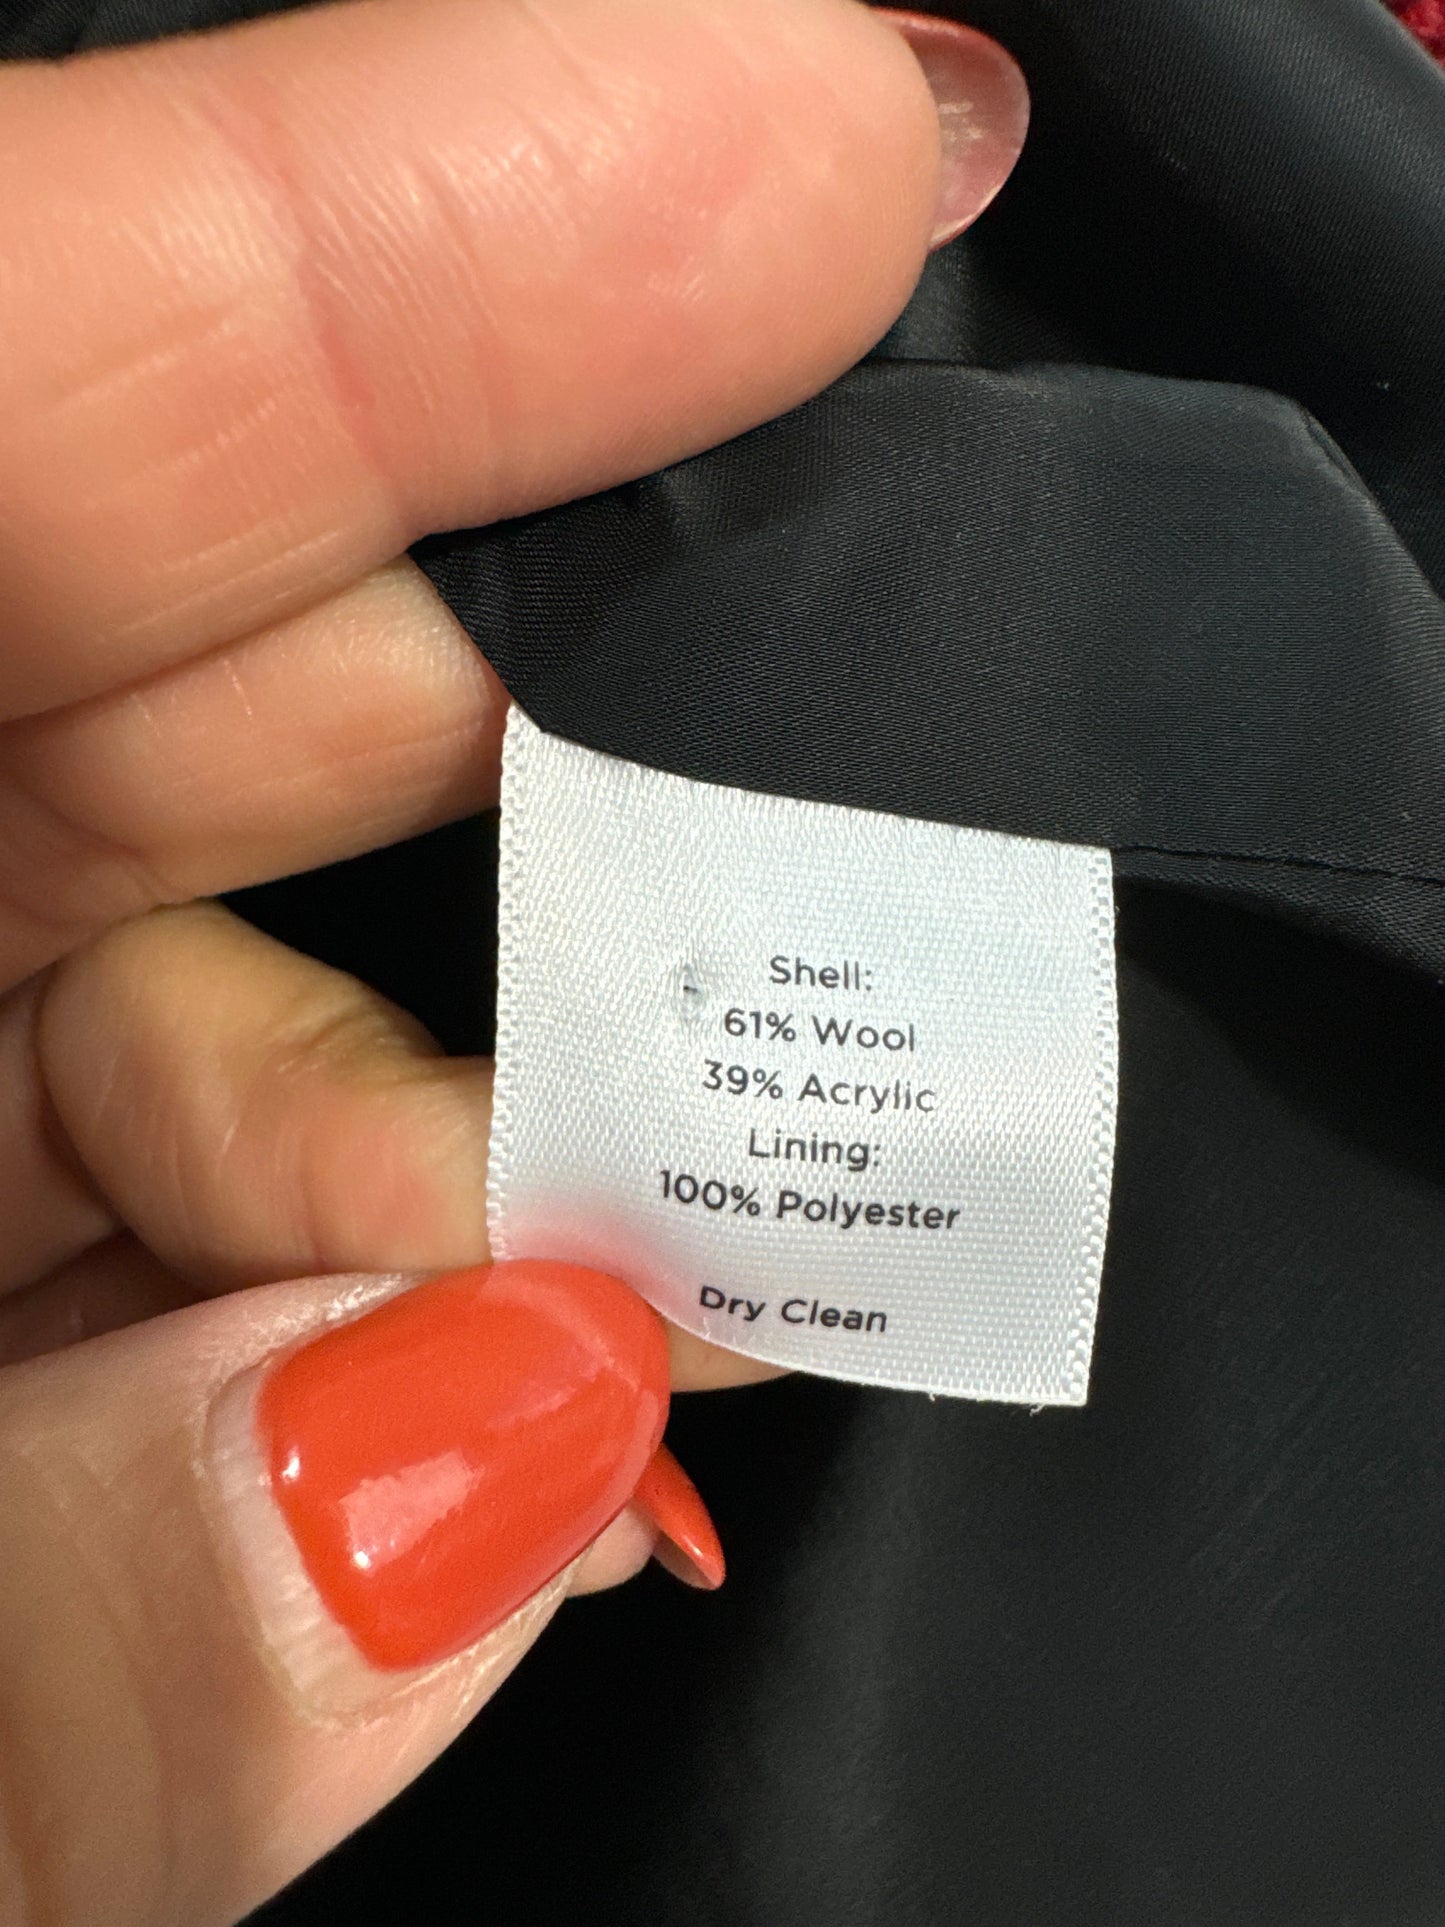 Shell:
61% Wool
39% Acrylic
Lining:
100% Polyester
Dry Clean